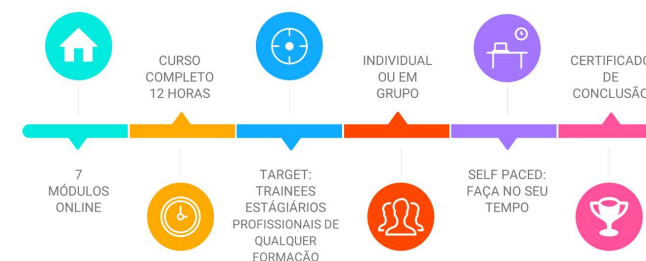 7
MÓDULOS
ONLINE
CURSO
COMPLETO
12 HORAS
TARGET:
TRAINEES
ESTÁGIÁRIOS
PROFISSIONAIS DE
QUALQUER
FORMAÇÃO
INDIVIDUAL
OU EM
GRUPO
SELF PACED:
FAÇA NO SEU
TEMPO
CERTIFICADO
DE
CONCLUSÃO